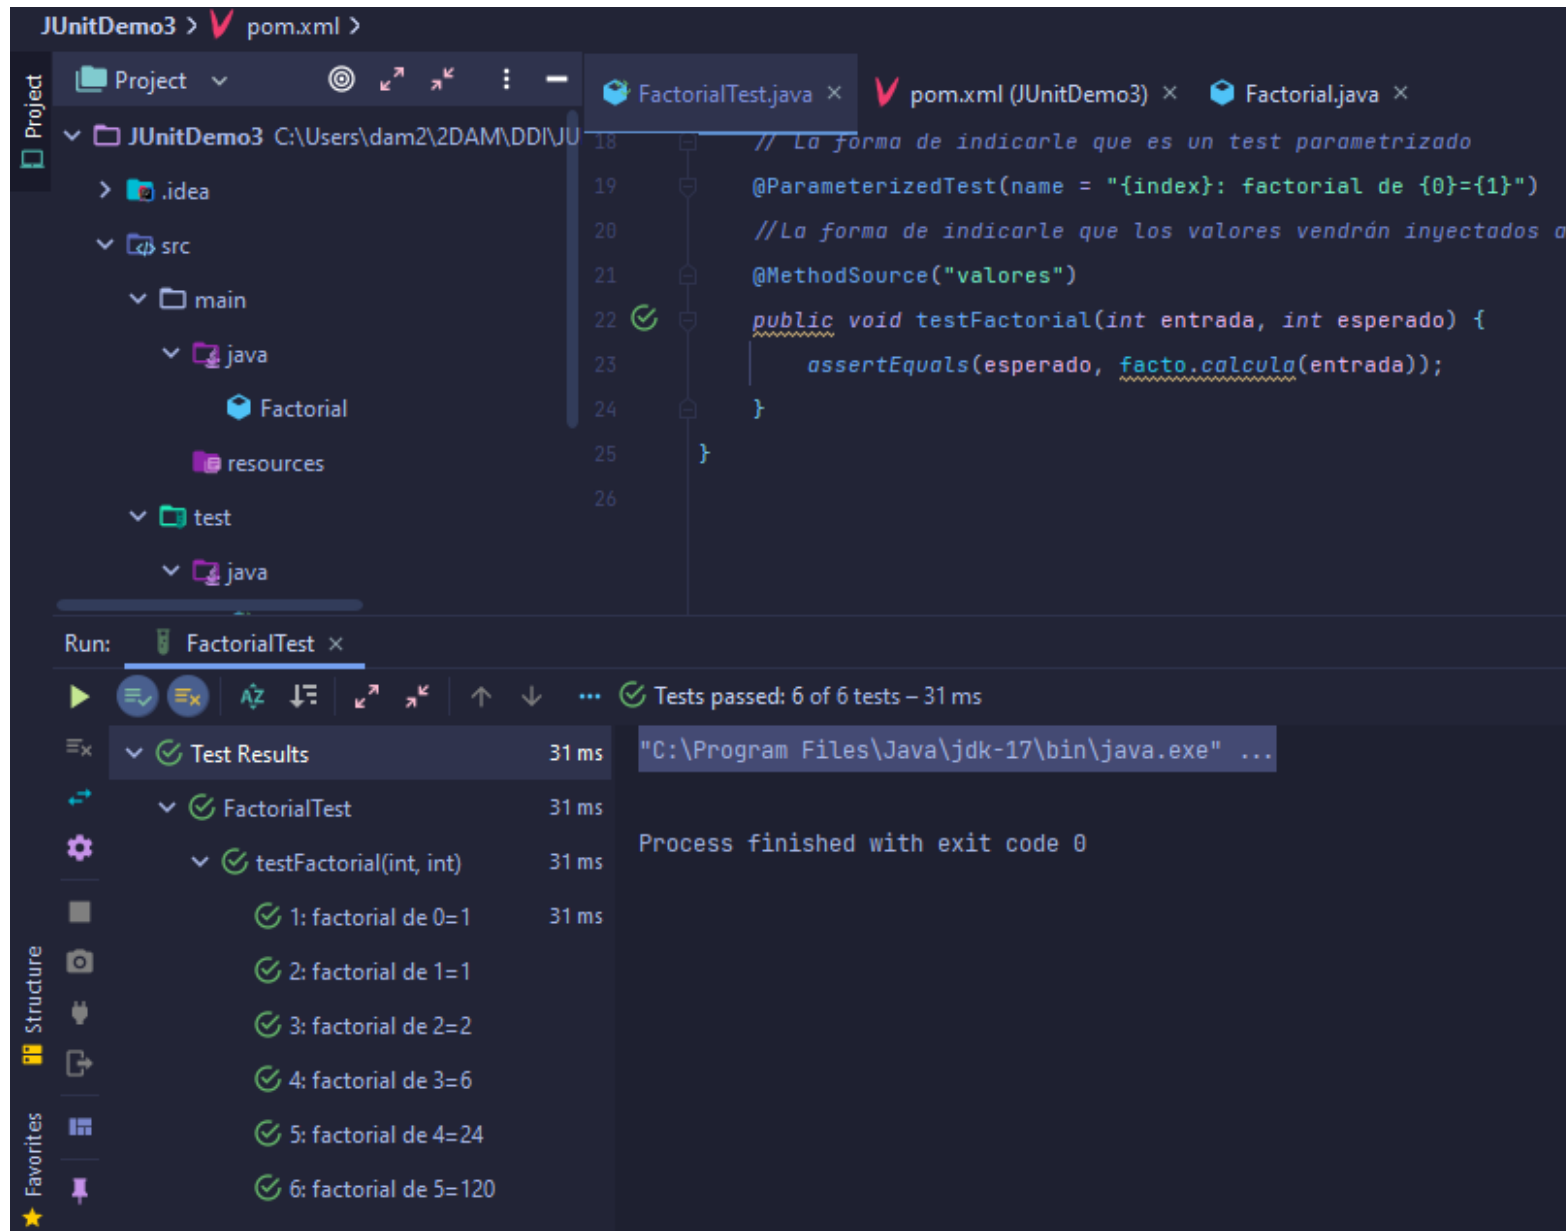 JUnitDemo3 > pom.xml >
Project
Project
FactorialTest.java ×
pom.xml (JUnitDemo3) ×
Factorial.java ×
JUnitDemo3 C:\Users\dam2\2DAM\DDI\JU
.idea
src
main
java
Factorial
resources
test
java
18 // La forma de indicarle que es un test parametrizado
19 @ParameterizedTest(name = "{index}: factorial de {0}={1}")
20 //La forma de indicarle que los valores vendrán inyectados a
21 @MethodSource("valores")
22 public void testFactorial(int entrada, int esperado) {
23 assertEquals(esperado, facto.calcula(entrada));
24 }
25 }
26
Run: FactorialTest ×
Tests passed: 6 of 6 tests – 31 ms
Test Results 31 ms
FactorialTest 31 ms
testFactorial(int, int) 31 ms
1: factorial de 0=1 31 ms
2: factorial de 1=1
3: factorial de 2=2
4: factorial de 3=6
5: factorial de 4=24
6: factorial de 5=120
"C:\Program Files\Java\jdk-17\bin\java.exe" ...
Process finished with exit code 0
Structure
Favorites